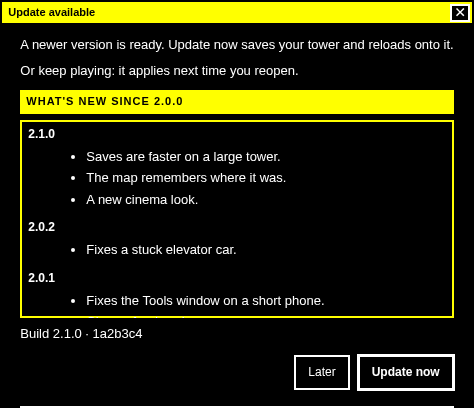 Update available
A newer version is ready. Update now saves your tower and reloads onto it.
Or keep playing: it applies next time you reopen.
WHAT'S NEW SINCE 2.0.0
2.1.0
• Saves are faster on a large tower.
• The map remembers where it was.
• A new cinema look.
2.0.2
• Fixes a stuck elevator car.
2.0.1
• Fixes the Tools window on a short phone.
Build 2.1.0 · 1a2b3c4
Later Update now